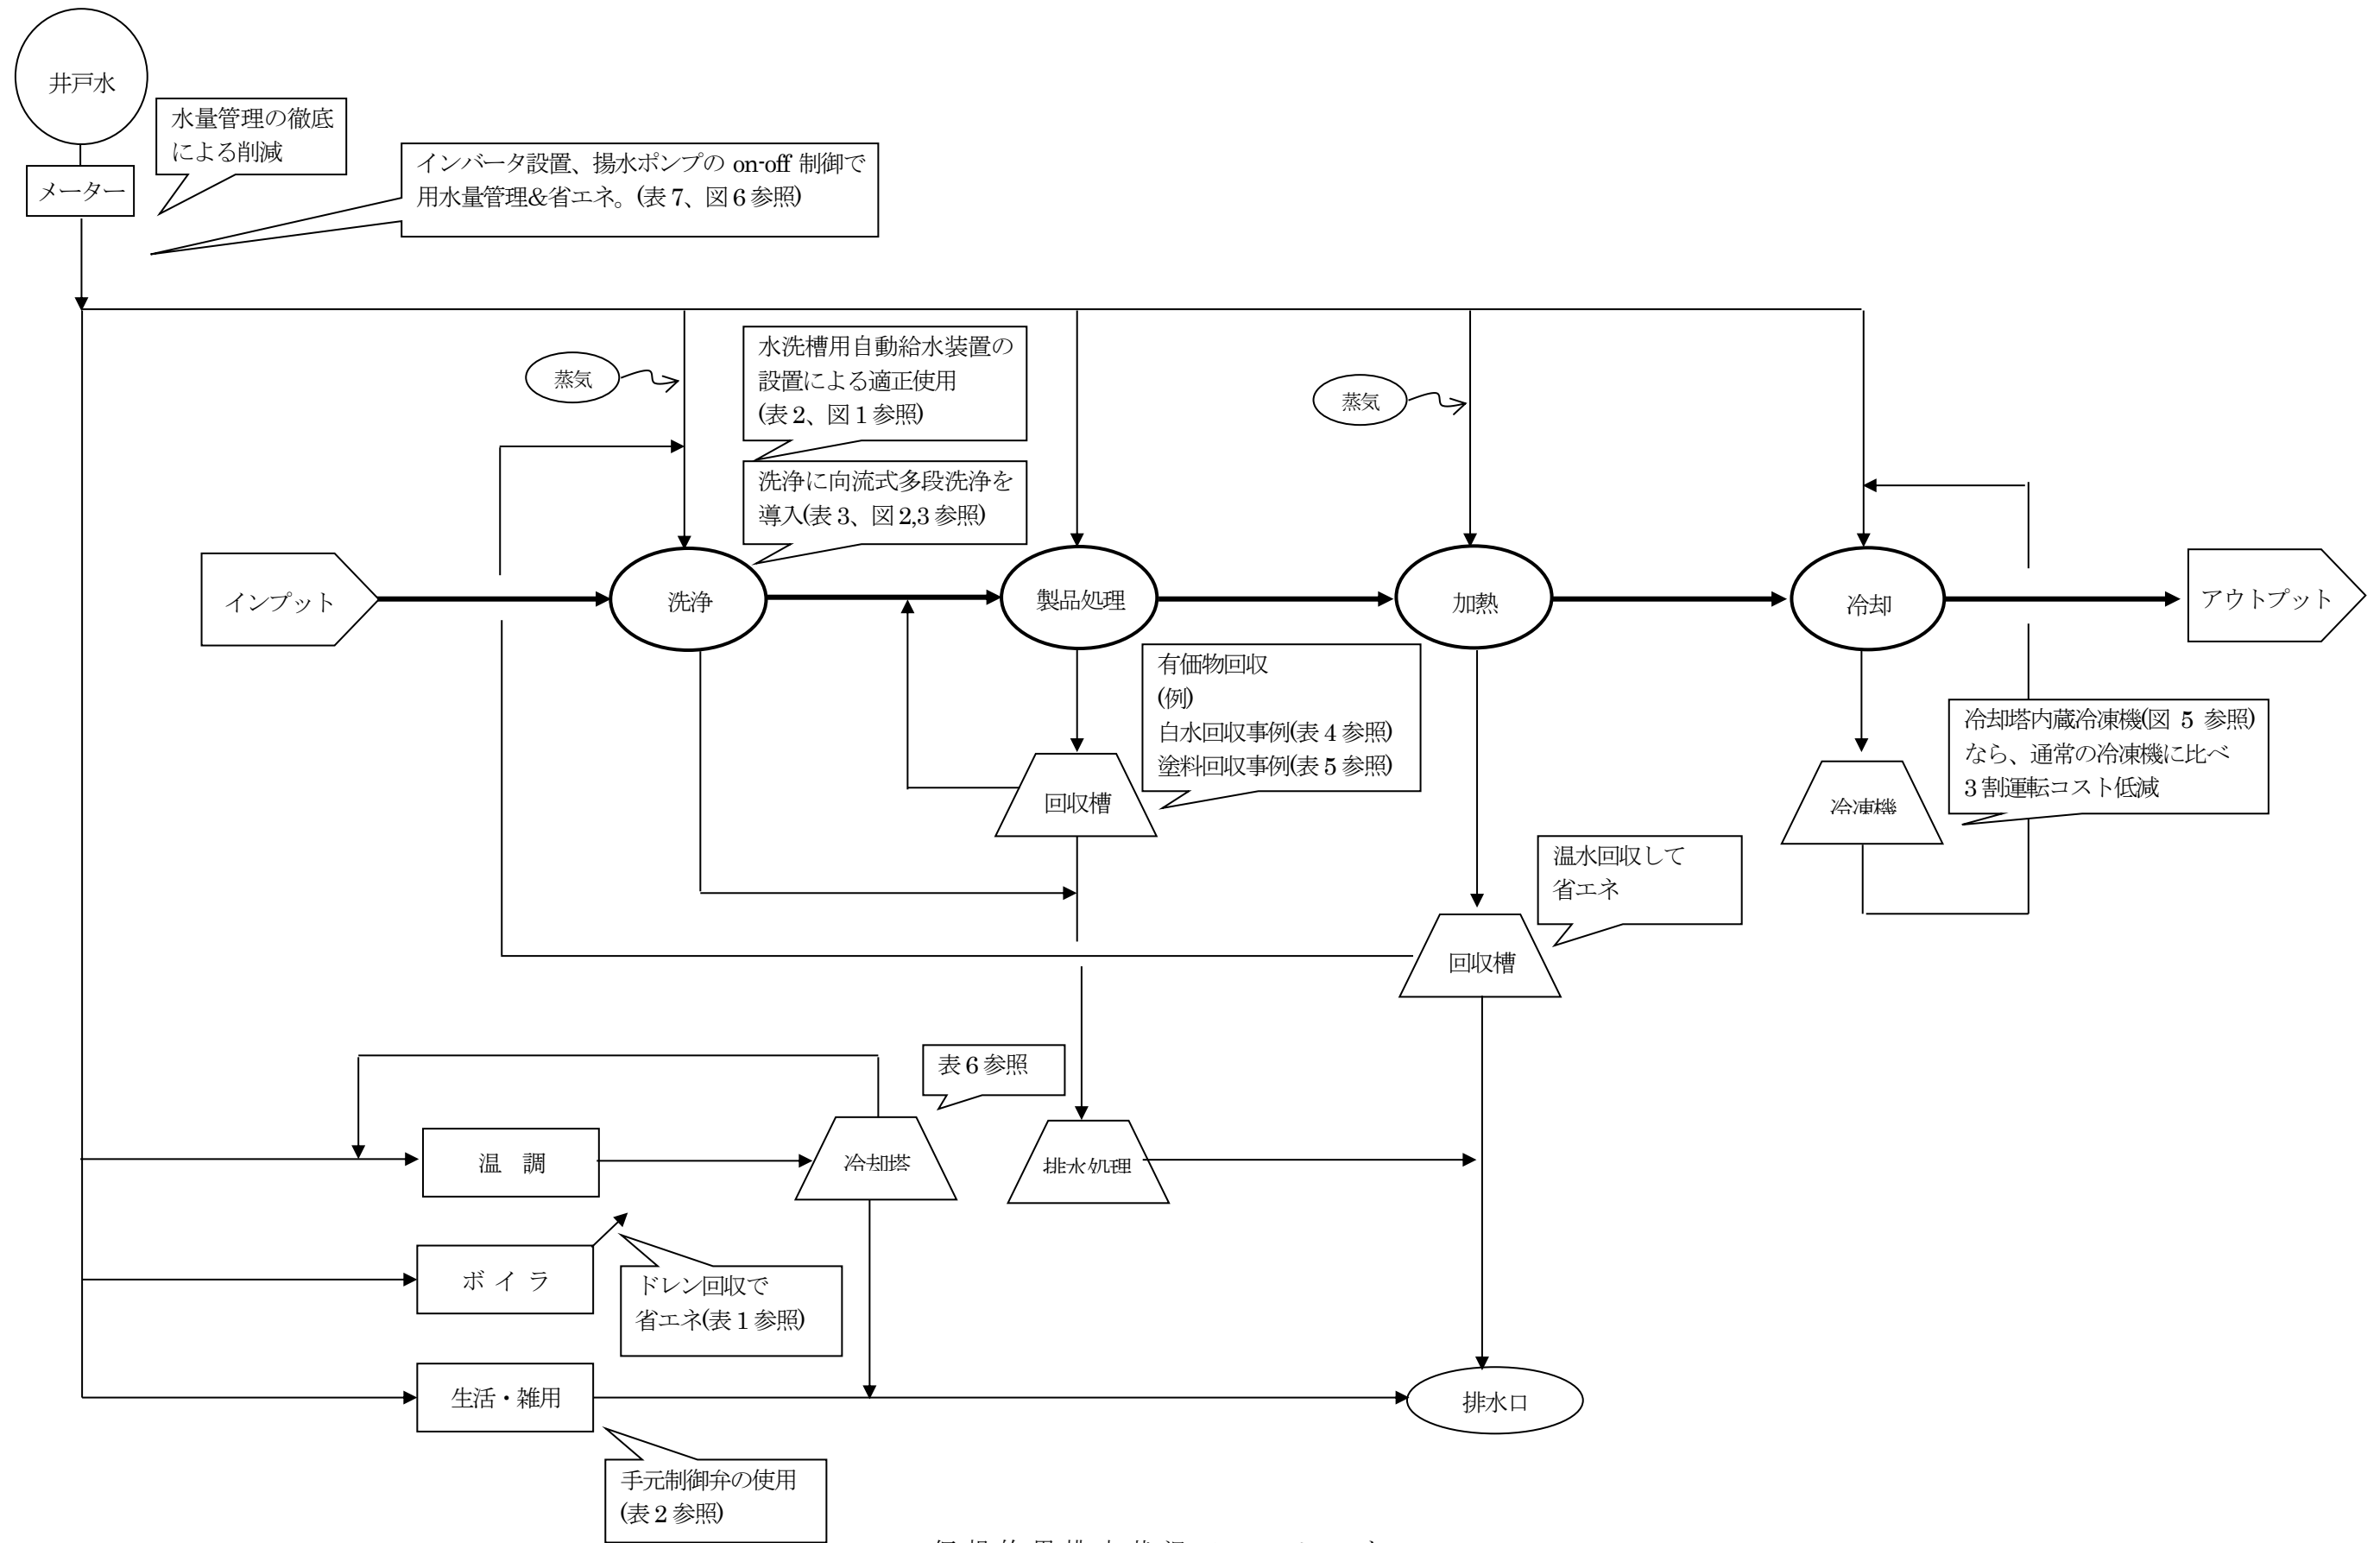 井戸水
水量管理の徹底
による削減
メーター
インバータ設置、揚水ポンプの on-off 制御で
用水量管理&省エネ。(表 7、図 6 参照)
蒸気
水洗槽用自動給水装置の
設置による適正使用
(表 2、図 1 参照)
蒸気
洗浄に向流式多段洗浄を
導入(表 3、図 2,3 参照)
インプット
洗浄
製品処理
加熱
冷却
アウトプット
有価物回収
(例)
白水回収事例(表 4 参照)
塗料回収事例(表 5 参照)
回収槽
冷却塔内蔵冷凍機(図 5 参照)
なら、通常の冷凍機に比べ
3 割運転コスト低減
冷凍機
温水回収して
省エネ
回収槽
表 6 参照
温 調
冷却塔
排水処理
ボ イ ラ
ドレン回収で
省エネ(表 1 参照)
生活・雑用
排水口
手元制御弁の使用
(表 2 参照)